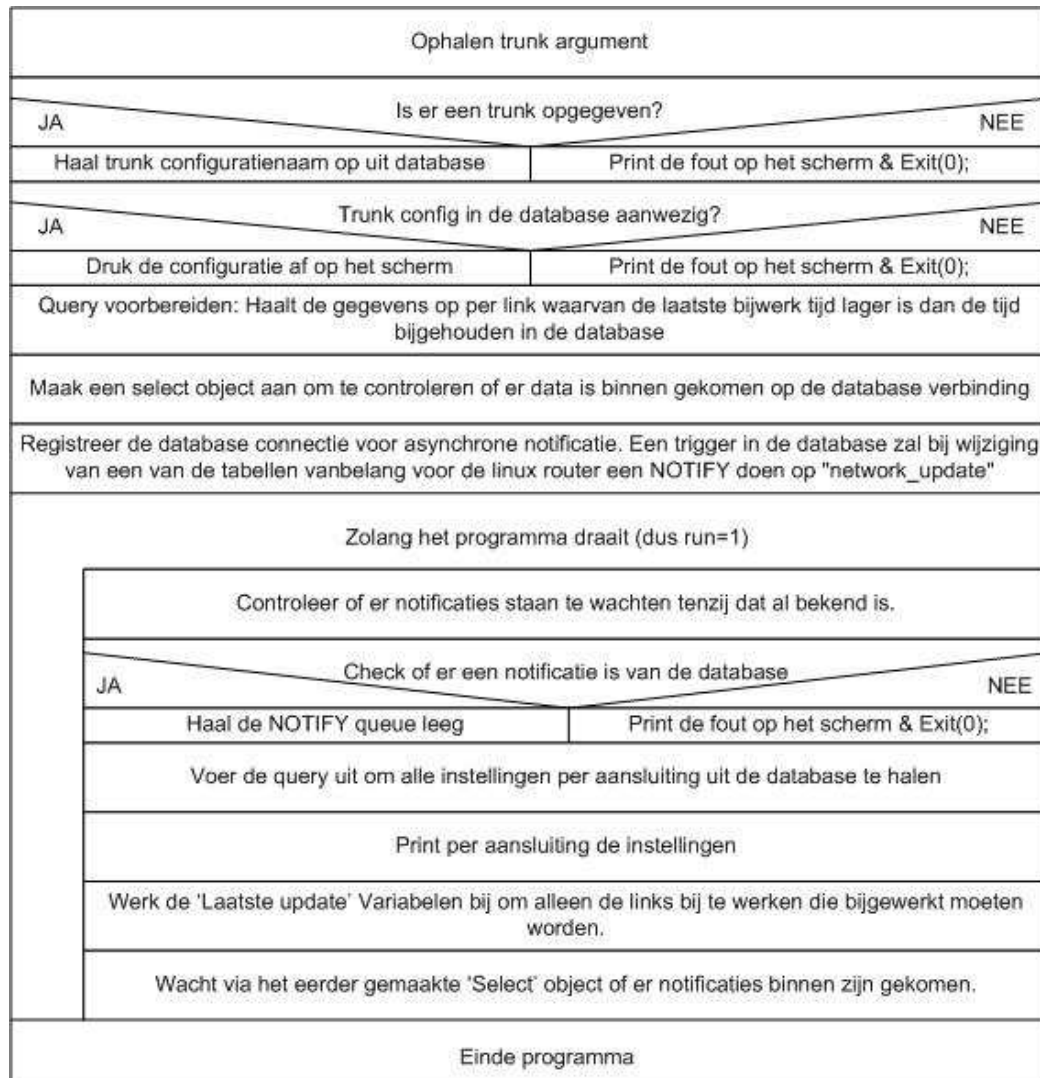 Ophalen trunk argument
Is er een trunk opgegeven?
JA
NEE
Haal trunk configuratienaam op uit database
Print de fout op het scherm & Exit(0);
Trunk config in de database aanwezig?
JA
NEE
Druk de configuratie af op het scherm
Print de fout op het scherm & Exit(0);
Query voorbereiden: Haalt de gegevens op per link waarvan de laatste bijwerk tijd lager is dan de tijd
bijgehouden in de database
Maak een select object aan om te controleren of er data is binnen gekomen op de database verbinding
Registreer de database connectie voor asynchrone notificatie. Een trigger in de database zal bij wijziging
van een van de tabellen vanbelang voor de linux router een NOTIFY doen op "network_update"
Zolang het programma draait (dus run=1)
Controleer of er notificaties staan te wachten tenzij dat al bekend is.
Check of er een notificatie is van de database
JA
NEE
Haal de NOTIFY queue leeg
Print de fout op het scherm & Exit(0);
Voer de query uit om alle instellingen per aansluiting uit de database te halen
Print per aansluiting de instellingen
Werk de 'Laatste update' Variabelen bij om alleen de links bij te werken die bijgewerkt moeten
worden.
Wacht via het eerder gemaakte 'Select' object of er notificaties binnen zijn gekomen.
Einde programma